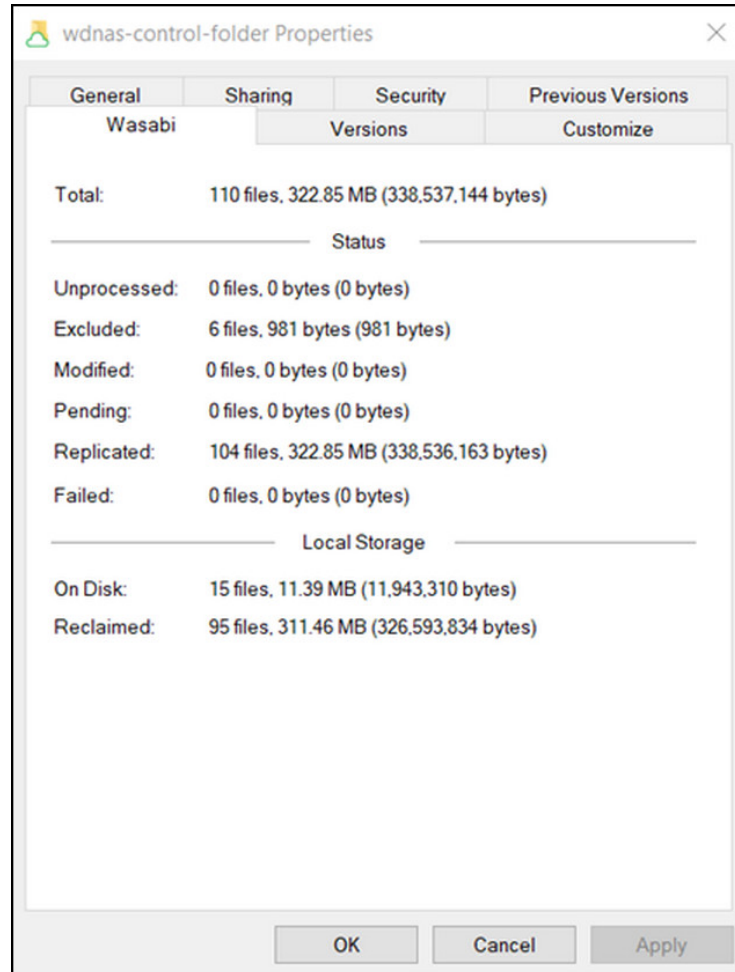 wdnas-control-folder Properties
General Sharing Security Previous Versions
Wasabi Versions Customize
Total: 110 files, 322.85 MB (338,537,144 bytes)
Status
Unprocessed: 0 files, 0 bytes (0 bytes)
Excluded: 6 files, 981 bytes (981 bytes)
Modified: 0 files, 0 bytes (0 bytes)
Pending: 0 files, 0 bytes (0 bytes)
Replicated: 104 files, 322.85 MB (338,536,163 bytes)
Failed: 0 files, 0 bytes (0 bytes)
Local Storage
On Disk: 15 files, 11.39 MB (11,943,310 bytes)
Reclaimed: 95 files, 311.46 MB (326,593,834 bytes)
OK Cancel Apply